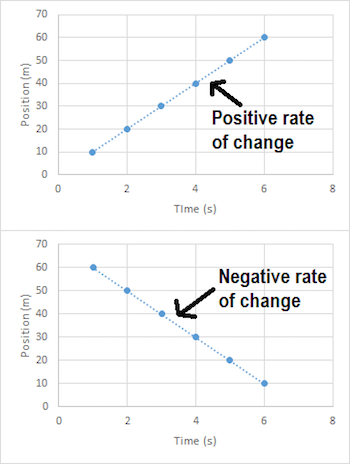 70
60
50
40
30
20
10
0
Position (m)
Positive rate
of change
0 2 4 6 8
Time (s)
70
60
50
40
30
20
10
0
Position (m)
Negative rate
of change
0 2 4 6 8
Time (s)